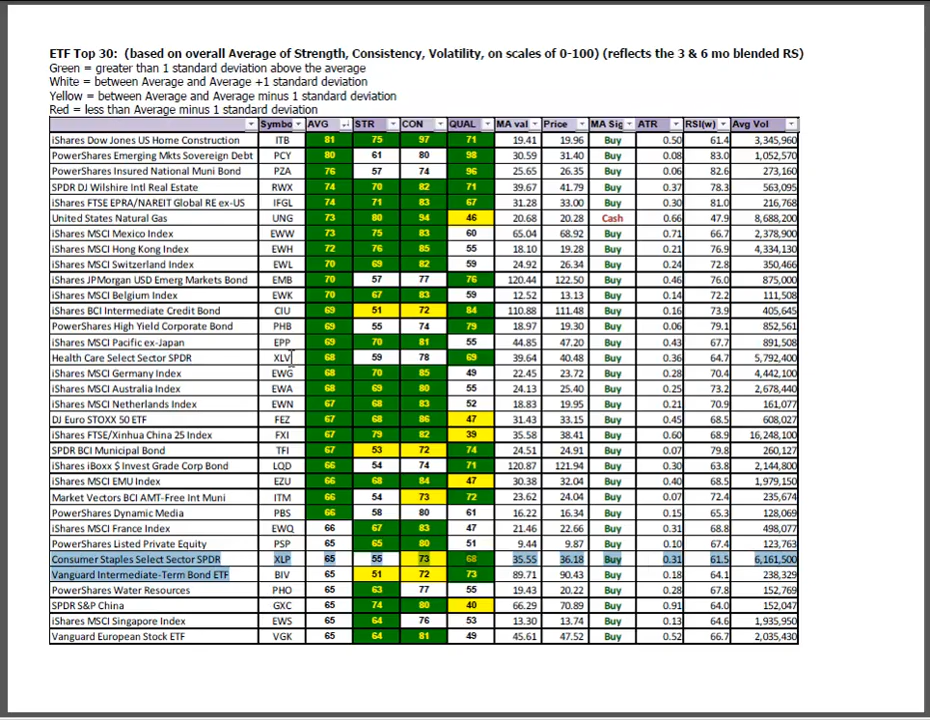 ETF Top 30: (based on overall Average of Strength, Consistency, Volatility, on scales of 0-100) (reflects the 3 & 6 mo blended RS)
Green = greater than 1 standard deviation above the average
White = between Average and Average +1 standard deviation
Yellow = between Average and Average minus 1 standard deviation
Red = less than Average minus 1 standard deviation
Symbo AVG STR CON QUAL MA val Price MA Sig ATR RSI(w) Avg Vol
iShares Dow Jones US Home Construction ITB 81 75 97 71 19.41 19.96 Buy 0.50 61.4 3,345,960
PowerShares Emerging Mkts Sovereign Debt PCY 80 61 80 98 30.59 31.40 Buy 0.08 83.0 1,052,570
PowerShares Insured National Muni Bond PZA 76 57 74 96 25.65 26.35 Buy 0.06 82.6 273,160
SPDR DJ Wilshire Intl Real Estate RWX 74 70 82 71 39.67 41.79 Buy 0.37 78.3 563,095
iShares FTSE EPRA/NAREIT Global RE ex-US IFGL 74 71 83 67 31.28 33.00 Buy 0.30 81.0 216,768
United States Natural Gas UNG 73 80 94 46 20.68 20.28 Cash 0.66 47.9 8,688,200
iShares MSCI Mexico Index EWW 73 75 83 60 65.04 68.92 Buy 0.71 66.7 2,378,900
iShares MSCI Hong Kong Index EWH 72 76 85 55 18.10 19.28 Buy 0.21 76.9 4,334,130
iShares MSCI Switzerland Index EWL 70 69 82 59 24.92 26.34 Buy 0.24 72.8 350,466
iShares JPMorgan USD Emerg Markets Bond EMB 70 57 77 76 120.44 122.50 Buy 0.46 76.0 875,000
iShares MSCI Belgium Index EWK 70 67 83 59 12.52 13.13 Buy 0.14 72.2 111,508
iShares BCI Intermediate Credit Bond CIU 69 51 72 84 110.88 111.48 Buy 0.16 73.9 405,645
PowerShares High Yield Corporate Bond PHB 69 55 74 79 18.97 19.30 Buy 0.06 79.1 852,561
iShares MSCI Pacific ex-Japan EPP 69 70 81 55 44.85 47.20 Buy 0.43 67.7 891,508
Health Care Select Sector SPDR XLV 68 59 78 69 39.64 40.48 Buy 0.36 64.7 5,792,400
iShares MSCI Germany Index EWG 68 70 85 49 22.45 23.72 Buy 0.28 70.4 4,442,100
iShares MSCI Australia Index EWA 68 69 80 55 24.13 25.40 Buy 0.25 73.2 2,678,440
iShares MSCI Netherlands Index EWN 67 68 83 52 18.83 19.95 Buy 0.21 70.9 161,077
DJ Euro STOXX 50 ETF FEZ 67 68 86 47 31.43 33.15 Buy 0.45 68.5 608,027
iShares FTSE/Xinhua China 25 Index FXI 67 79 82 39 35.58 38.41 Buy 0.60 68.9 16,248,100
SPDR BCI Municipal Bond TFI 67 53 72 74 24.51 24.91 Buy 0.07 79.8 260,127
iShares iBoxx $ Invest Grade Corp Bond LQD 66 54 74 71 120.87 121.94 Buy 0.30 63.8 2,144,800
iShares MSCI EMU Index EZU 66 68 84 47 30.38 32.04 Buy 0.40 68.5 1,979,150
Market Vectors BCI AMT-Free Int Muni ITM 66 54 73 72 23.62 24.04 Buy 0.07 72.4 235,674
PowerShares Dynamic Media PBS 66 58 80 61 16.22 16.34 Buy 0.15 65.3 128,069
iShares MSCI France Index EWQ 66 67 83 47 21.46 22.66 Buy 0.31 68.8 498,077
PowerShares Listed Private Equity PSP 65 65 80 51 9.44 9.87 Buy 0.10 67.4 123,763
Consumer Staples Select Sector SPDR XLP 65 55 73 68 35.55 36.18 Buy 0.31 61.5 6,161,500
Vanguard Intermediate-Term Bond ETF BIV 65 51 72 73 89.71 90.43 Buy 0.18 64.1 238,329
PowerShares Water Resources PHO 65 63 77 55 19.43 20.22 Buy 0.28 67.8 152,769
SPDR S&P China GXC 65 74 80 40 66.29 70.89 Buy 0.91 64.0 152,047
iShares MSCI Singapore Index EWS 65 64 76 53 13.30 13.74 Buy 0.13 64.6 1,935,950
Vanguard European Stock ETF VGK 65 64 81 49 45.61 47.52 Buy 0.52 66.7 2,035,430